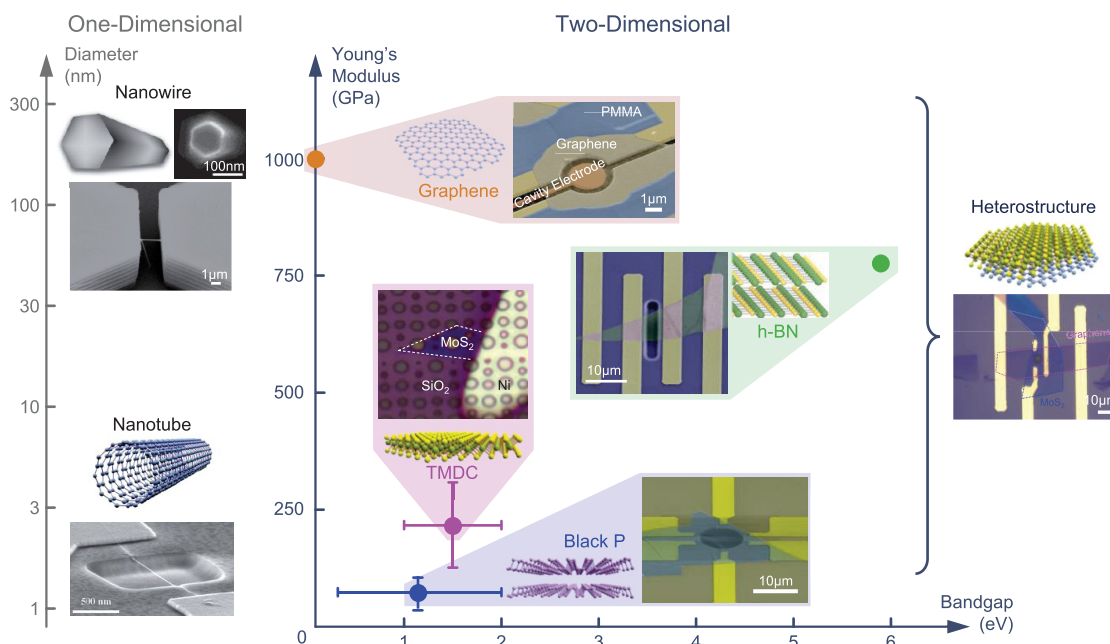 One-Dimensional
Two-Dimensional
Diameter
(nm)
300
100
30
10
3
1
Nanowire
100nm
1μm
Nanotube
500 nm
Young's
Modulus
(GPa)
1000
750
500
250
0
1
2
3
4
5
6
Bandgap
(eV)
Graphene
PMMA
Graphene
Cavity Electrode
1μm
MoS₂
SiO₂
Ni
TMDC
10μm
h-BN
Black P
10μm
Heterostructure
Graphene
MoS₂